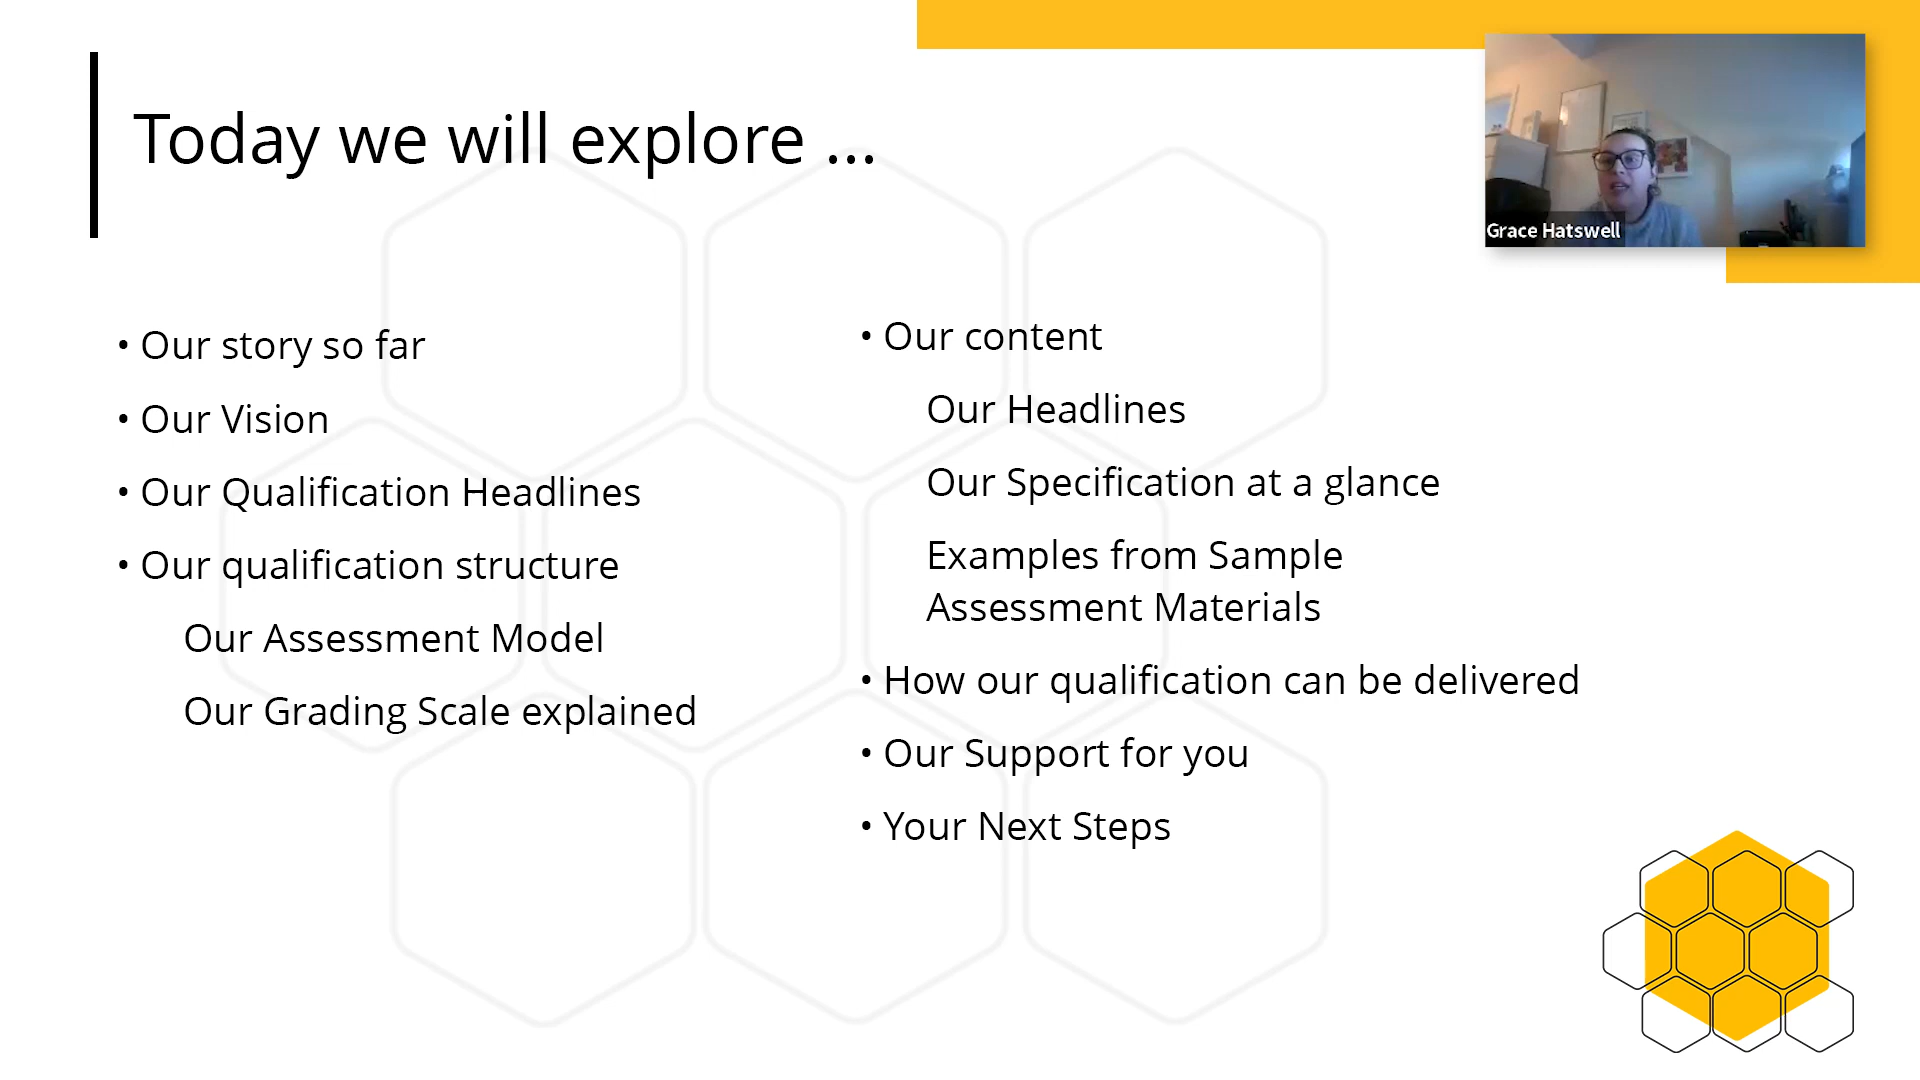 Today we will explore ...
Grace Hatswell
• Our story so far
• Our Vision
• Our Qualification Headlines
• Our qualification structure
Our Assessment Model
Our Grading Scale explained
• Our content
Our Headlines
Our Specification at a glance
Examples from Sample
Assessment Materials
• How our qualification can be delivered
• Our Support for you
• Your Next Steps